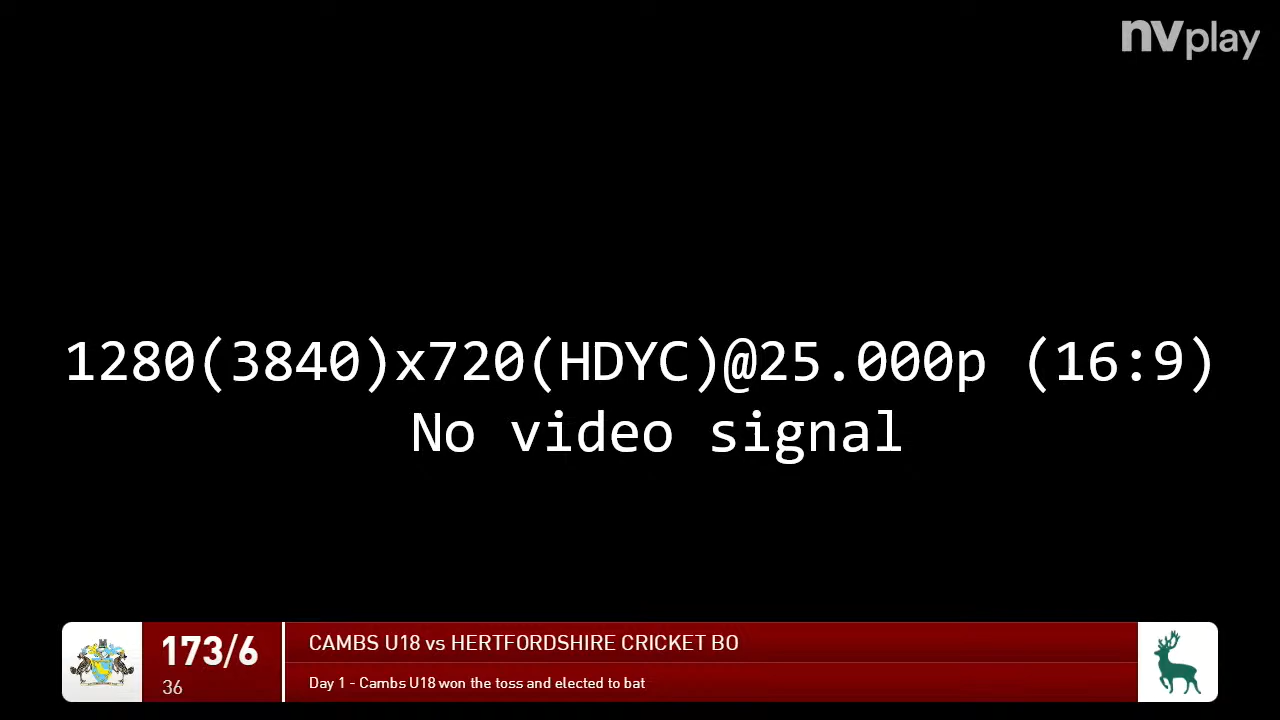 nvplay
1280(3840)x720(HDYC)@25.000p (16:9)
No video signal
173/6
36
CAMBS U18 vs HERTFORDSHIRE CRICKET BO
Day 1 - Cambs U18 won the toss and elected to bat